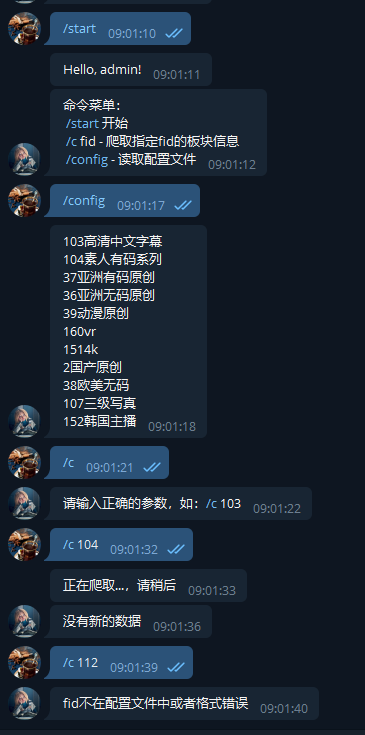 /start 09:01:10
Hello, admin! 09:01:11
命令菜单：
/start 开始
/c fid - 爬取指定fid的板块信息
/config - 读取配置文件 09:01:12
/config 09:01:17
103高清中文字幕
104素人有码系列
37亚洲有码原创
36亚洲无码原创
39动漫原创
160vr
1514k
2国产原创
38欧美无码
107三级写真
152韩国主播 09:01:18
/c 09:01:21
请输入正确的参数，如：/c 103 09:01:22
/c 104 09:01:32
正在爬取...，请稍后 09:01:33
没有新的数据 09:01:36
/c 112 09:01:39
fid不在配置文件中或者格式错误 09:01:40